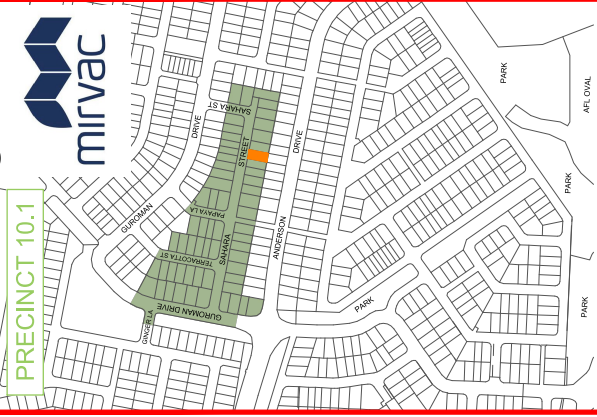 mirvac
PRECINCT 10.1
SAHARA ST
DRIVE
STREET
DRIVE
GUROMAN
PAPAYA LA
TERRACOTTA ST
SAHARA
ANDERSON
GUROMAN DRIVE
GINGER LA
PARK
PARK
AFL OVAL
PARK
PARK